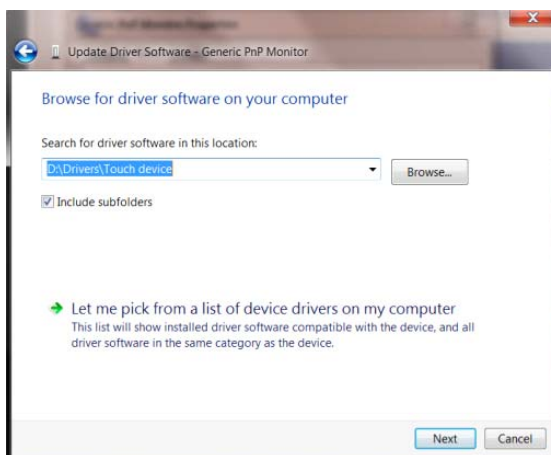 Update Driver Software - Generic PnP Monitor
Browse for driver software on your computer
Search for driver software in this location:
D:\Drivers\Touch device
Browse...
Include subfolders
Let me pick from a list of device drivers on my computer
This list will show installed driver software compatible with the device, and all
driver software in the same category as the device.
Next Cancel